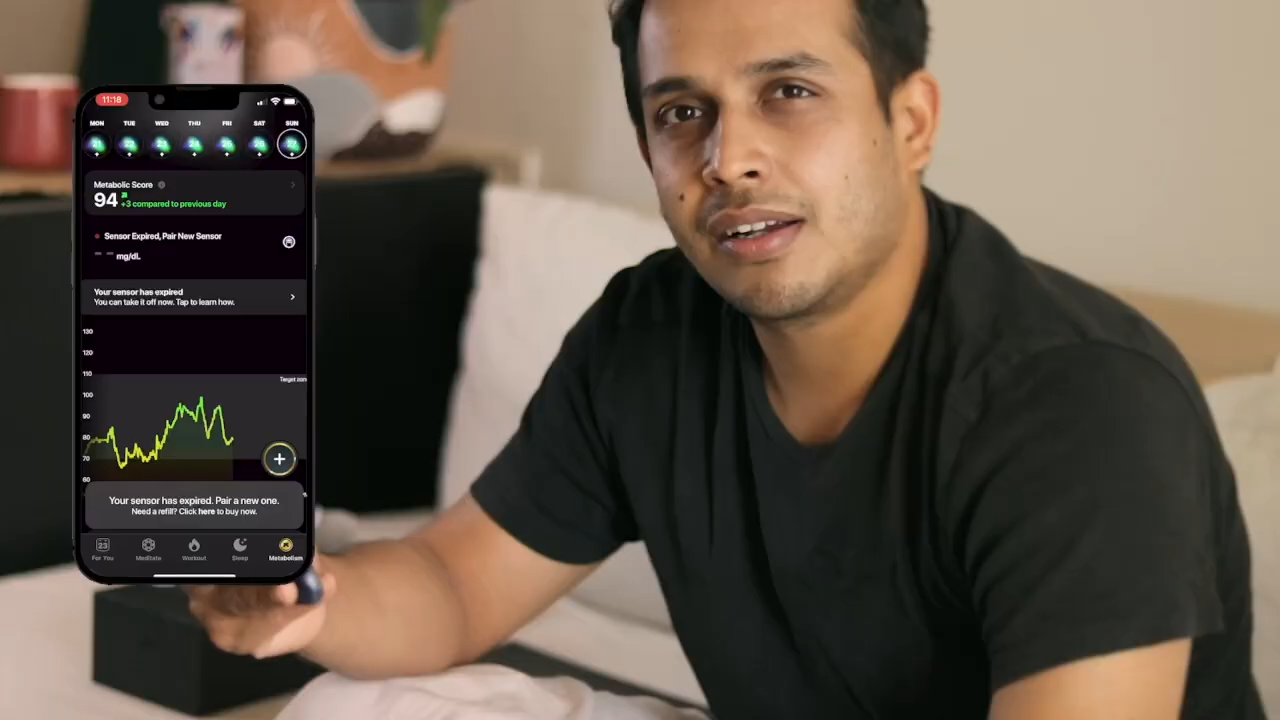 11:18
MON TUE WED THU FRI SAT SUN
Metabolic Score
94 +3 compared to previous day
Sensor Expired, Pair New Sensor
-- mg/dL
Your sensor has expired
You can take it off now. Tap to learn how.
130
120
110
Target zon
100
90
80
70
60
Your sensor has expired. Pair a new one.
Need a refill? Click here to buy now.
23
For You Meditate Workout Sleep Metabolism